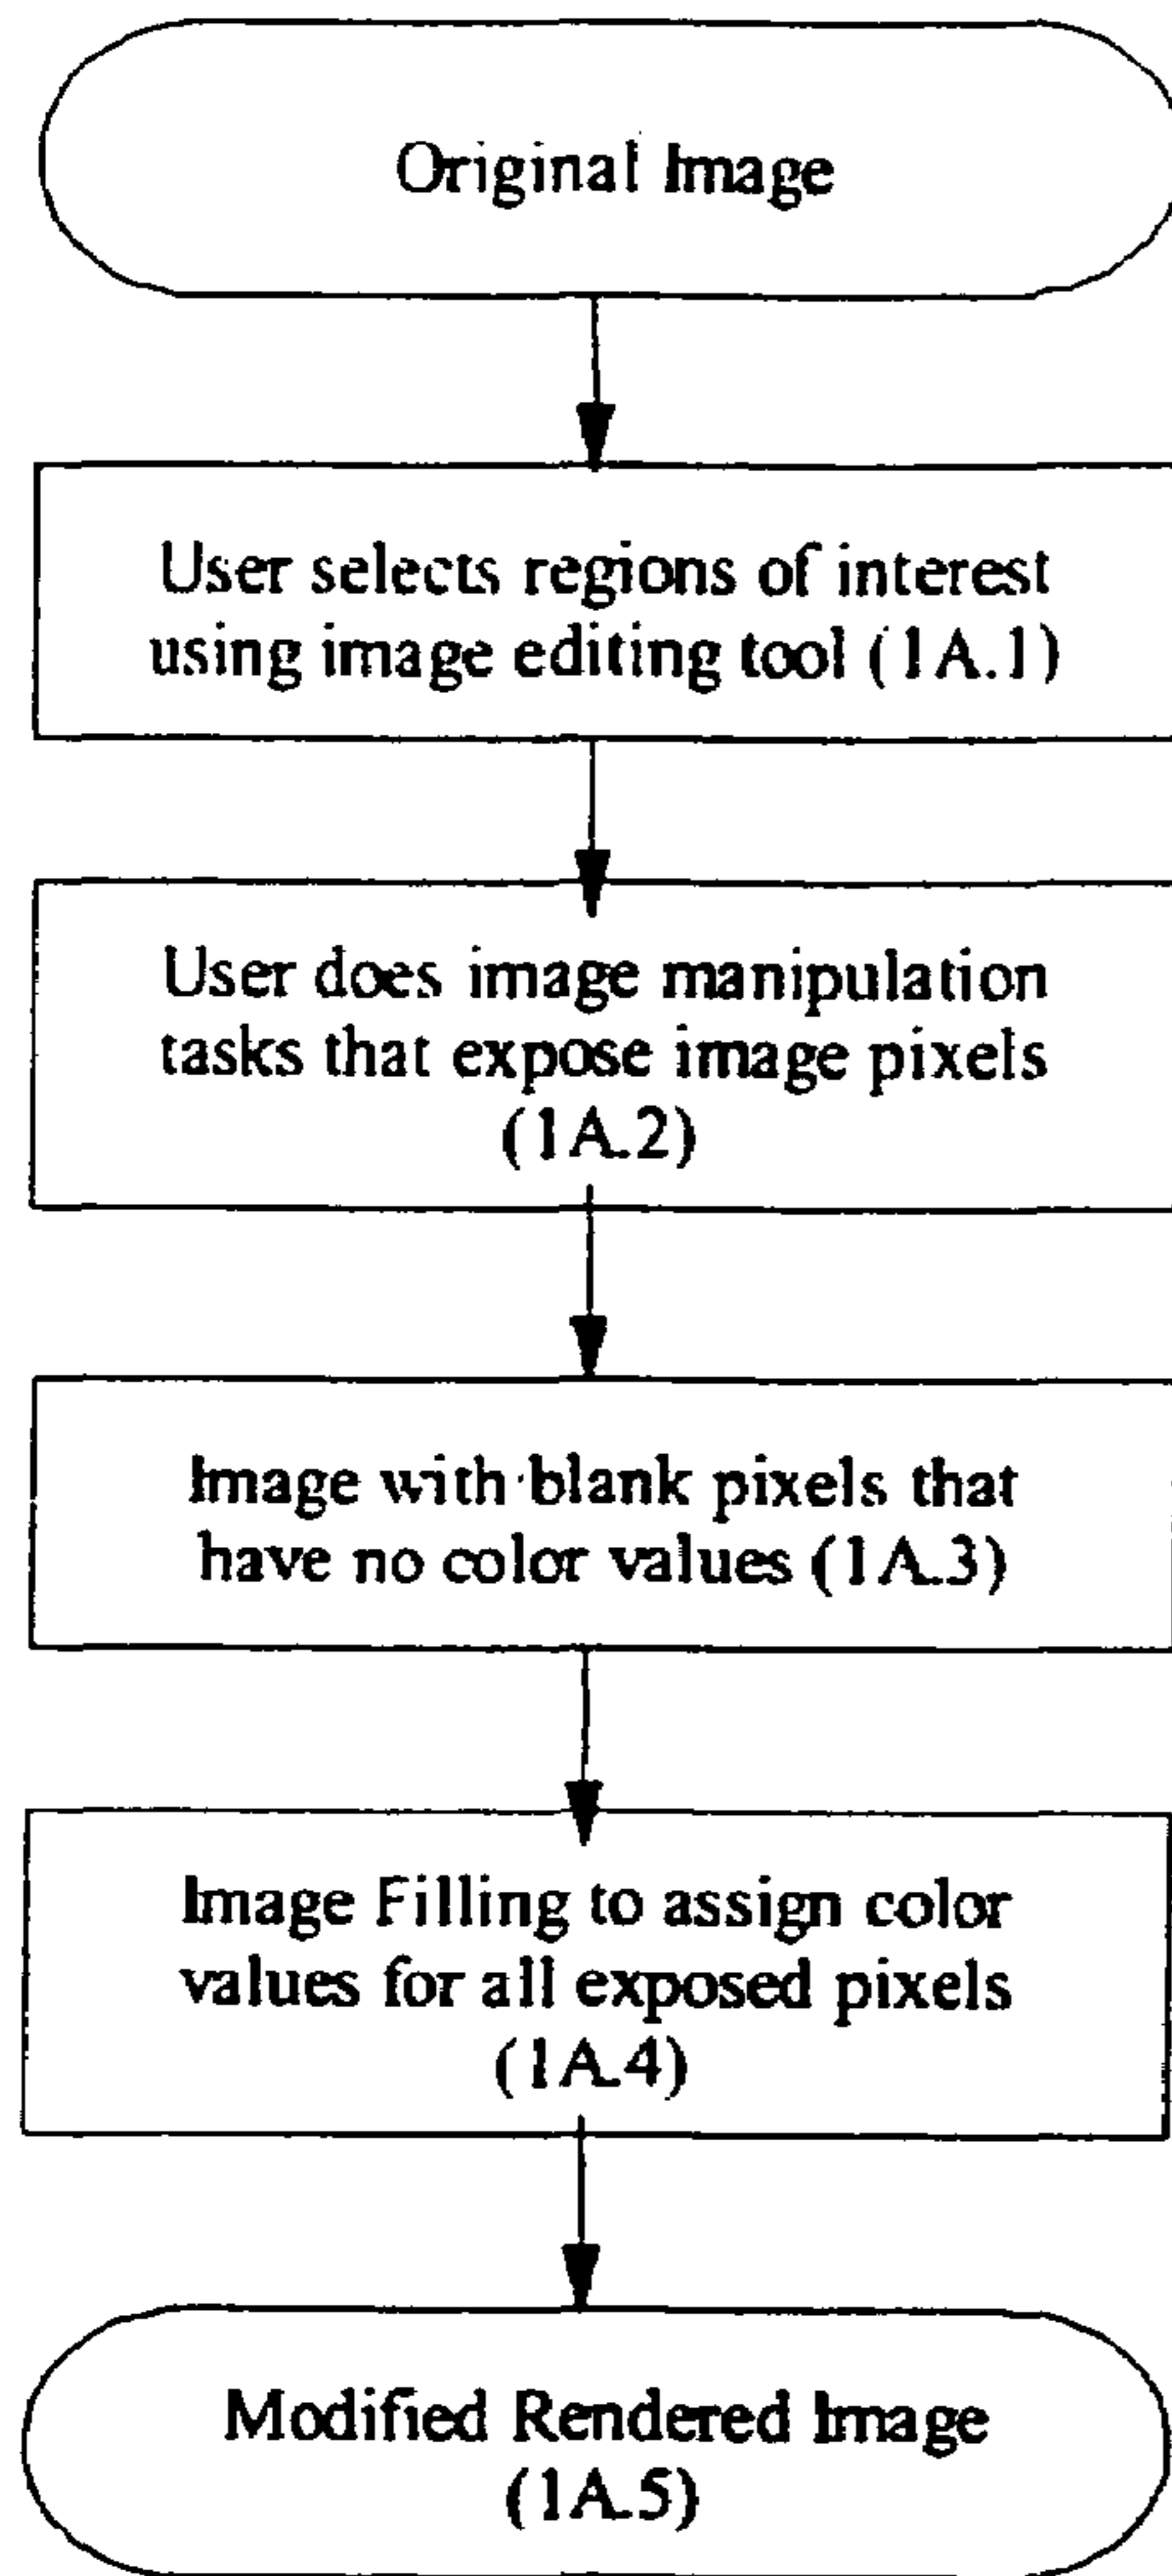 Original Image
User selects regions of interest
using image editing tool (1A.1)
User does image manipulation
tasks that expose image pixels
(1A.2)
Image with blank pixels that
have no color values (1A.3)
Image Filling to assign color
values for all exposed pixels
(1A.4)
Modified Rendered Image
(1A.5)